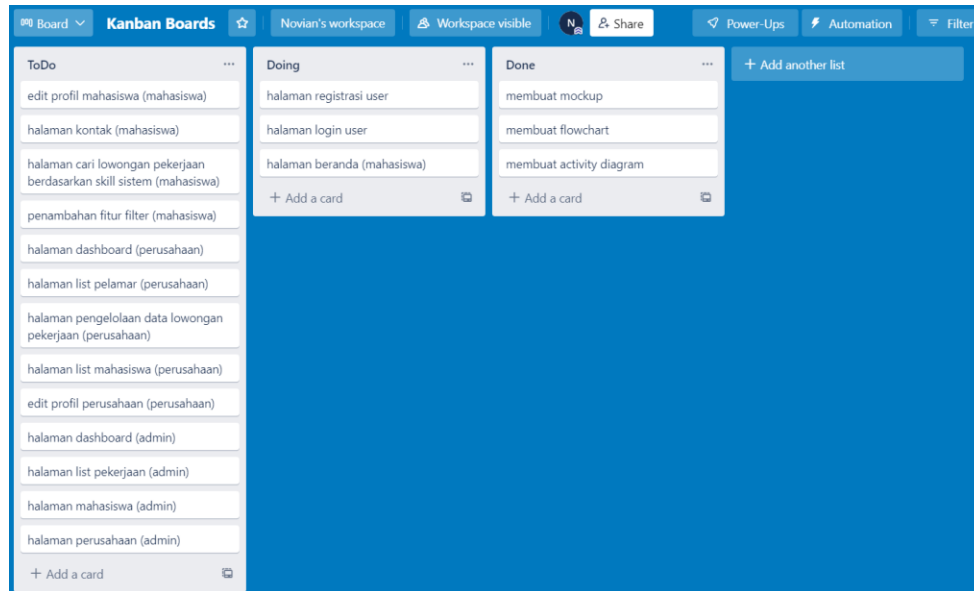 Board
Kanban Boards
Novian's workspace
Workspace visible
N
Share
Power-Ups
Automation
Filter
ToDo
edit profil mahasiswa (mahasiswa)
halaman kontak (mahasiswa)
halaman cari lowongan pekerjaan
berdasarkan skill sistem (mahasiswa)
penambahan fitur filter (mahasiswa)
halaman dashboard (perusahaan)
halaman list pelamar (perusahaan)
halaman pengelolaan data lowongan
pekerjaan (perusahaan)
halaman list mahasiswa (perusahaan)
edit profil perusahaan (perusahaan)
halaman dashboard (admin)
halaman list pekerjaan (admin)
halaman mahasiswa (admin)
halaman perusahaan (admin)
+ Add a card
Doing
halaman registrasi user
halaman login user
halaman beranda (mahasiswa)
+ Add a card
Done
membuat mockup
membuat flowchart
membuat activity diagram
+ Add a card
+ Add another list